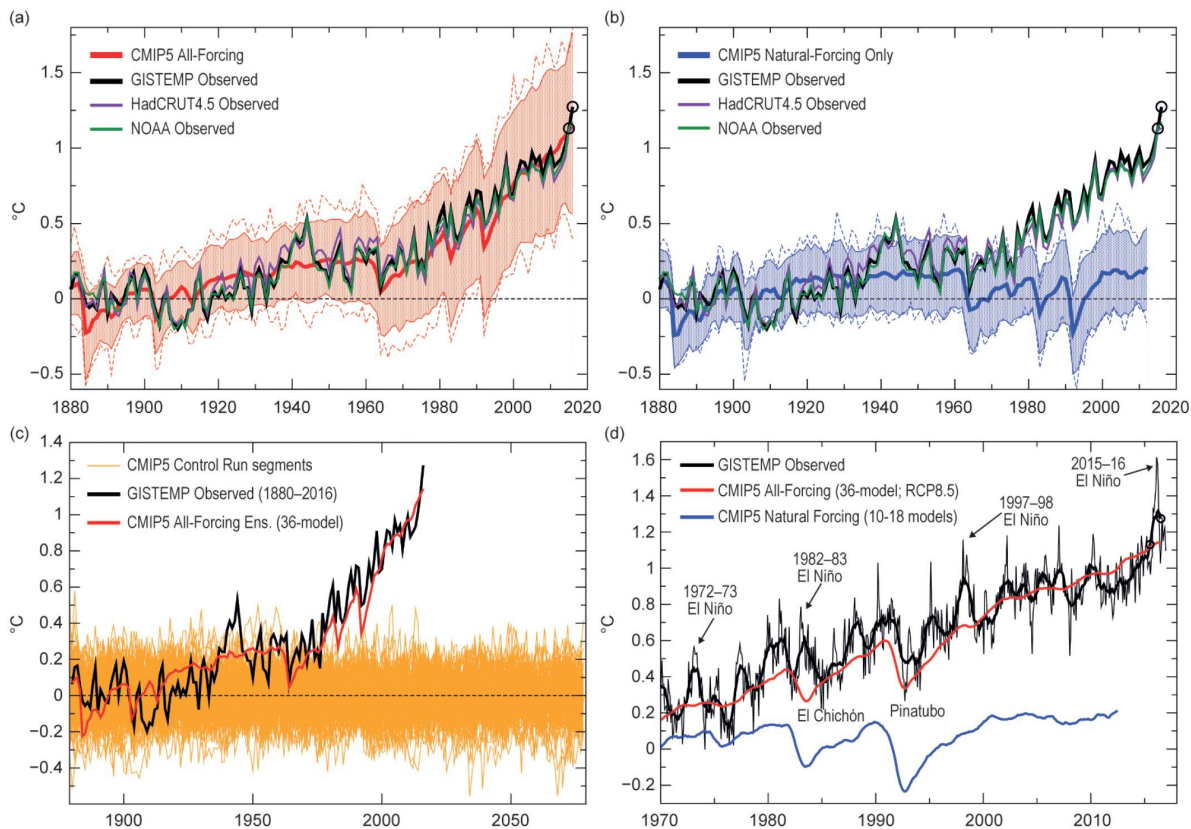 (a)
CMIP5 All-Forcing
GISTEMP Observed
HadCRUT4.5 Observed
NOAA Observed
°C
1.5
1
0.5
0
−0.5
1880 1900 1920 1940 1960 1980 2000 2020
(b)
CMIP5 Natural-Forcing Only
GISTEMP Observed
HadCRUT4.5 Observed
NOAA Observed
°C
1.5
1
0.5
0
−0.5
1880 1900 1920 1940 1960 1980 2000 2020
(c)
CMIP5 Control Run segments
GISTEMP Observed (1880–2016)
CMIP5 All-Forcing Ens. (36-model)
°C
1.4
1.2
1
0.8
0.6
0.4
0.2
0
−0.2
−0.4
1900 1950 2000 2050
(d)
GISTEMP Observed
CMIP5 All-Forcing (36-model; RCP8.5)
CMIP5 Natural Forcing (10-18 models)
2015–16
El Niño
1997–98
El Niño
1982–83
El Niño
1972–73
El Niño
El Chichón
Pinatubo
°C
1.6
1.4
1.2
1.0
0.8
0.6
0.4
0.2
0
−0.2
1970 1980 1990 2000 2010